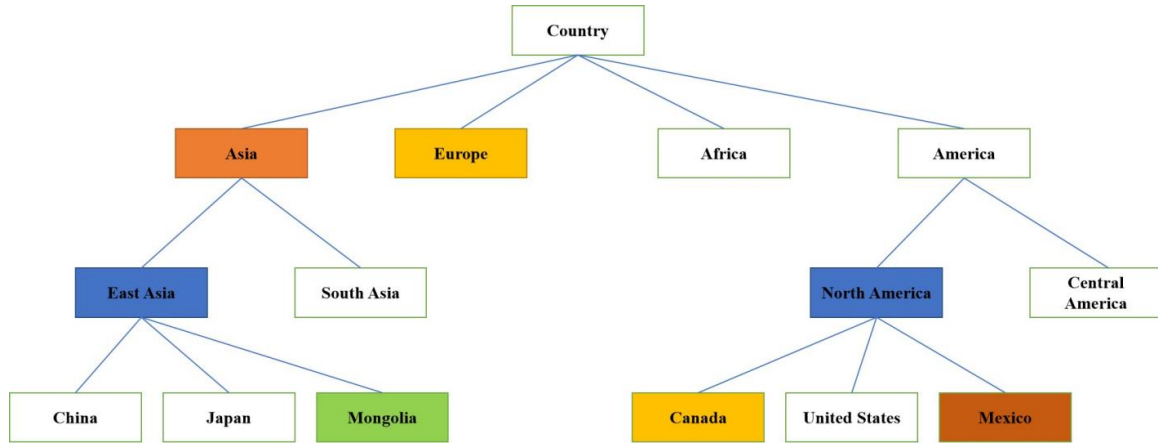 Country
Asia
Europe
Africa
America
East Asia
South Asia
North America
Central
America
China
Japan
Mongolia
Canada
United States
Mexico